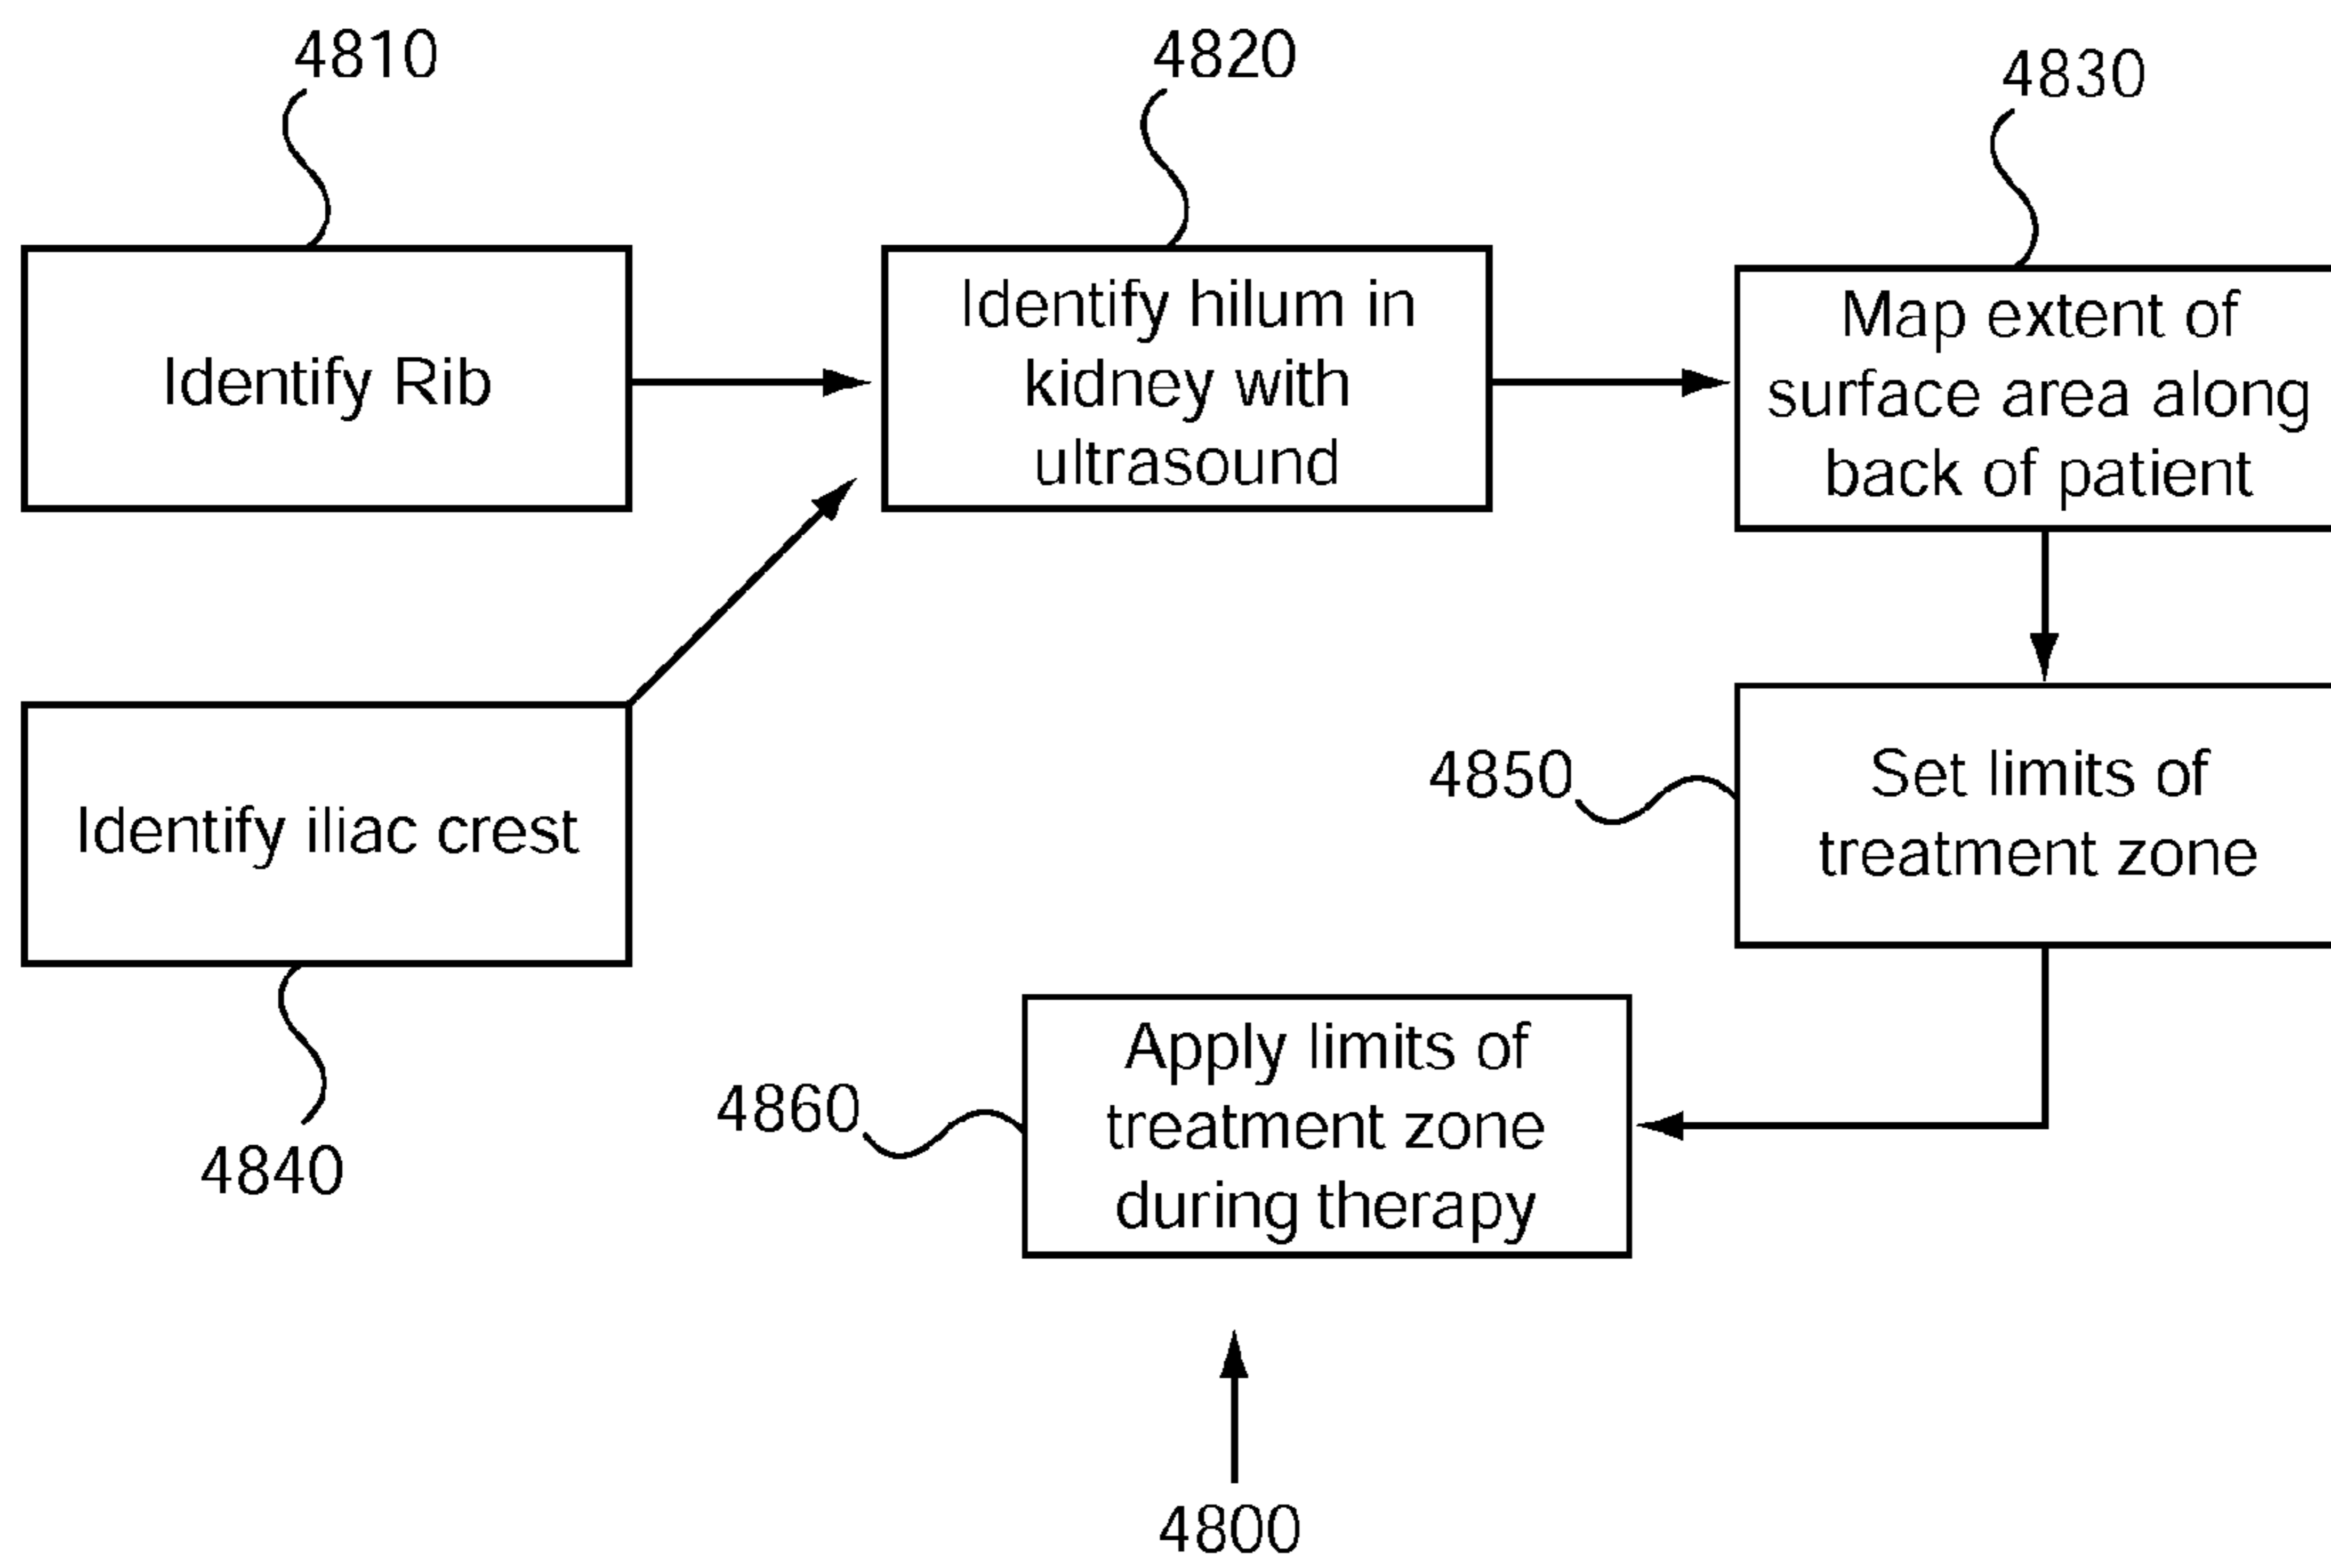 4810
4820
4830
Identify Rib
Identify hilum in
kidney with
ultrasound
Map extent of
surface area along
back of patient
Identify iliac crest
4840
4850
Set limits of
treatment zone
4860
Apply limits of
treatment zone
during therapy
4800